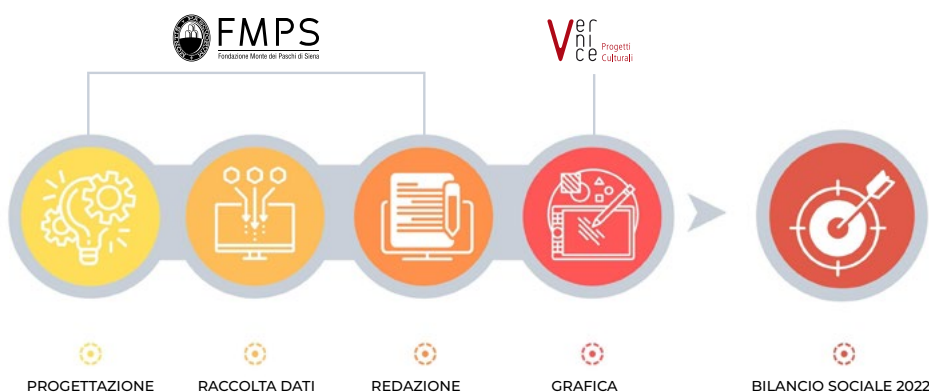 FMPS
Fondazione Monte dei Paschi di Siena
Ver
ni
ce Progetti
Culturali
PROGETTAZIONE
RACCOLTA DATI
REDAZIONE
GRAFICA
BILANCIO SOCIALE 2022